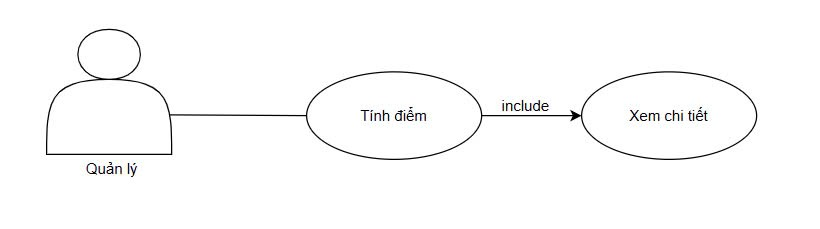 include
Tính điểm
Xem chi tiết
Quản lý